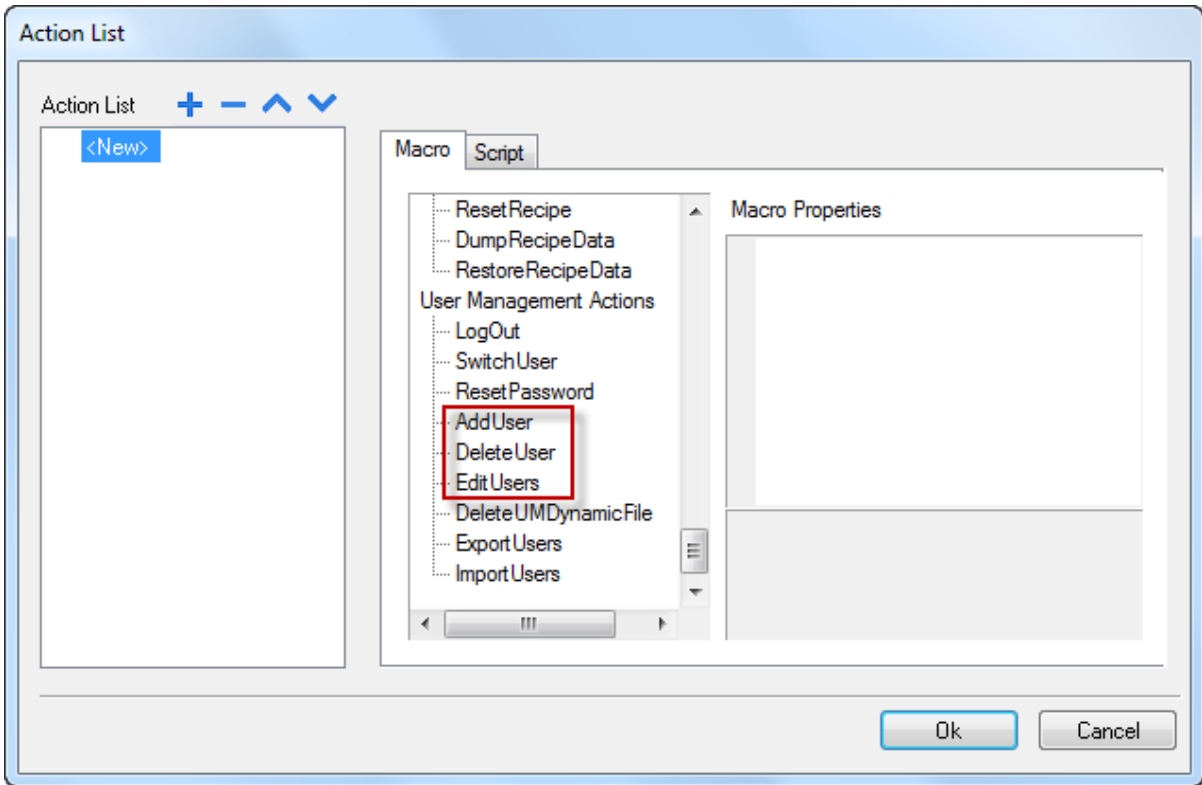 Action List
Action List
<New>
Macro
Script
ResetRecipe
DumpRecipeData
RestoreRecipeData
User Management Actions
LogOut
SwitchUser
ResetPassword
AddUser
DeleteUser
EditUsers
DeleteUMDynamicFile
ExportUsers
ImportUsers
Macro Properties
Ok
Cancel